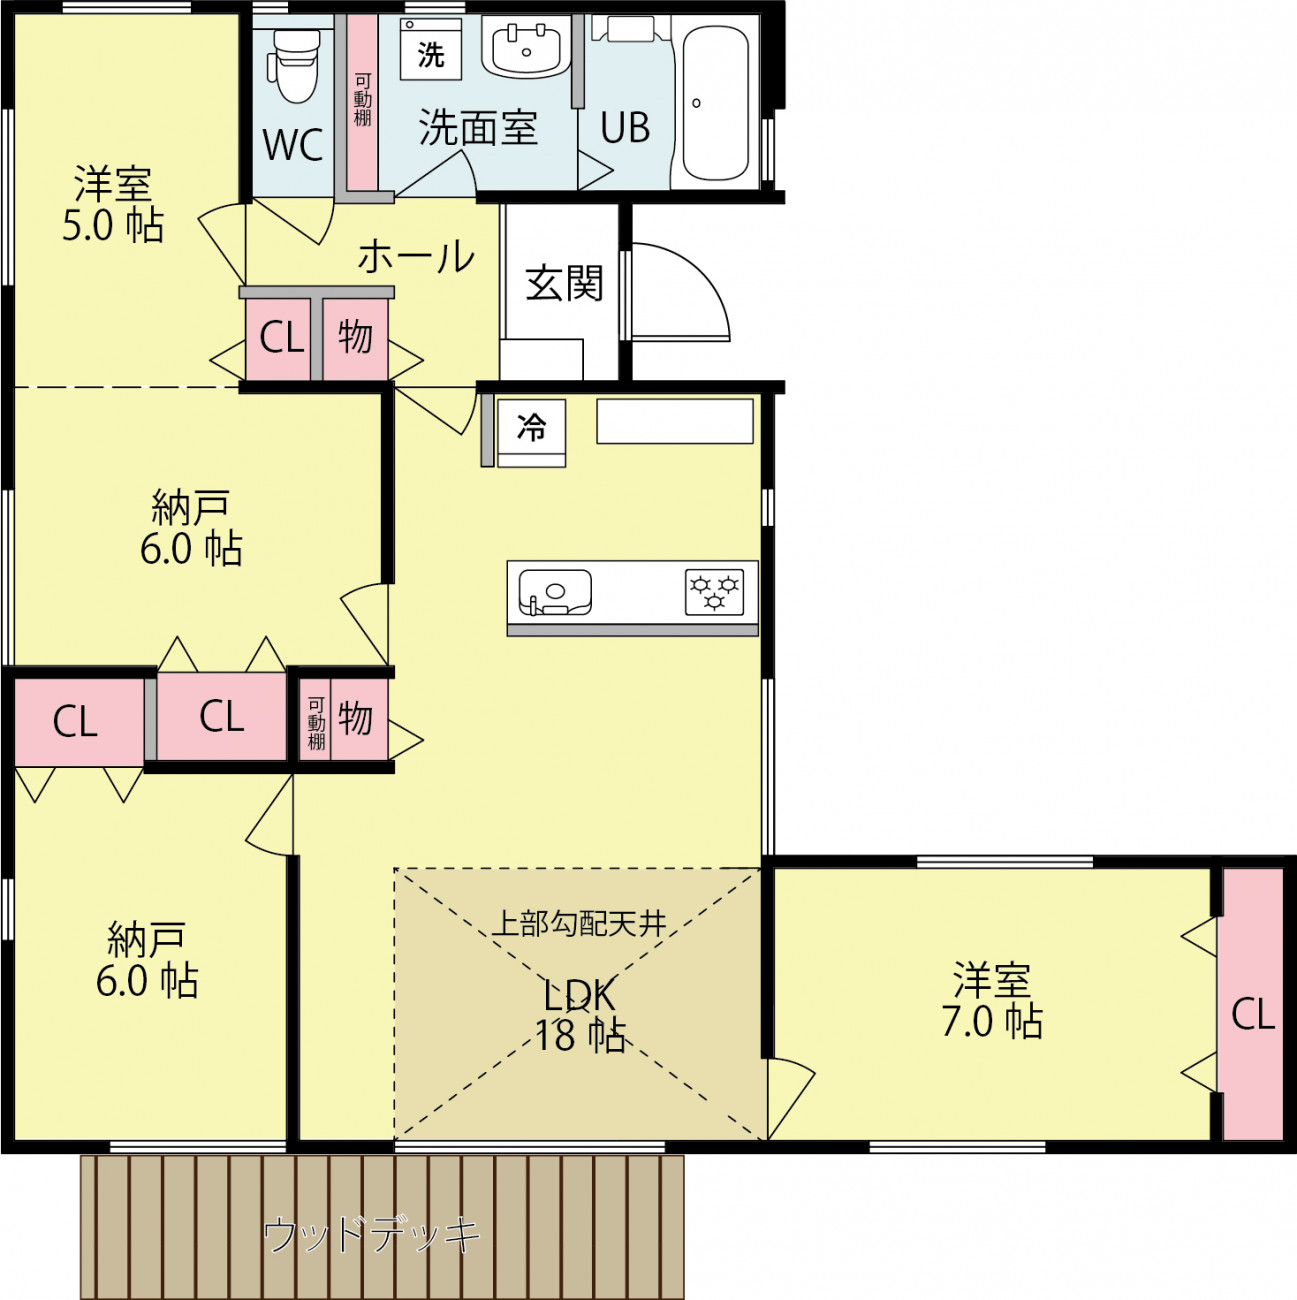 洗
可動棚
WC
洗面室
UB
洋室
5.0 帖
ホール
玄関
CL
物
冷
納戸
6.0 帖
CL
CL
可動棚
物
納戸
6.0 帖
上部勾配天井
LDK
18 帖
洋室
7.0 帖
CL
ウッドデッキ